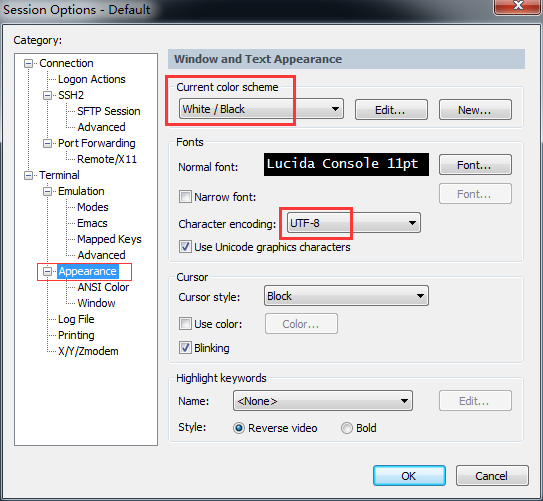 Session Options - Default
Category:
Connection
Logon Actions
SSH2
SFTP Session
Advanced
Port Forwarding
Remote/X11
Terminal
Emulation
Modes
Emacs
Mapped Keys
Advanced
Appearance
ANSI Color
Window
Log File
Printing
X/Y/Zmodem
Window and Text Appearance
Current color scheme
White / Black Edit... New...
Fonts
Normal font: Lucida Console 11pt Font...
Narrow font: Font...
Character encoding: UTF-8
Use Unicode graphics characters
Cursor
Cursor style: Block
Use color: Color...
Blinking
Highlight keywords
Name: <None> Edit...
Style: Reverse video Bold
OK Cancel